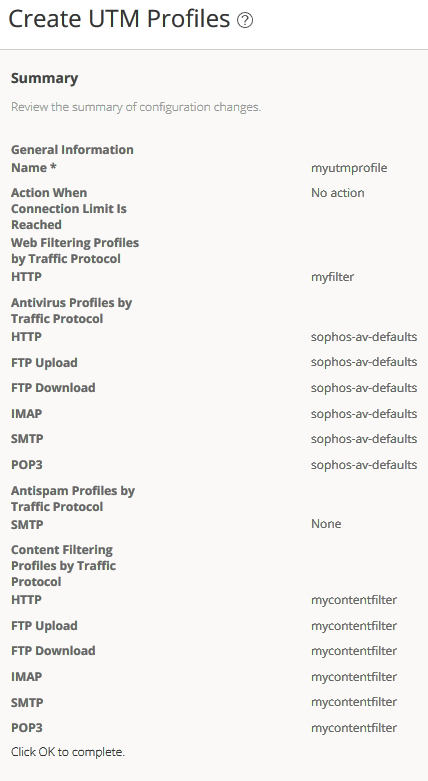 Create UTM Profiles ?
Summary
Review the summary of configuration changes.
General Information
Name * myutmprofile
Action When No action
Connection Limit Is
Reached
Web Filtering Profiles
by Traffic Protocol
HTTP myfilter
Antivirus Profiles by
Traffic Protocol
HTTP sophos-av-defaults
FTP Upload sophos-av-defaults
FTP Download sophos-av-defaults
IMAP sophos-av-defaults
SMTP sophos-av-defaults
POP3 sophos-av-defaults
Antispam Profiles by
Traffic Protocol
SMTP None
Content Filtering
Profiles by Traffic
Protocol
HTTP mycontentfilter
FTP Upload mycontentfilter
FTP Download mycontentfilter
IMAP mycontentfilter
SMTP mycontentfilter
POP3 mycontentfilter
Click OK to complete.